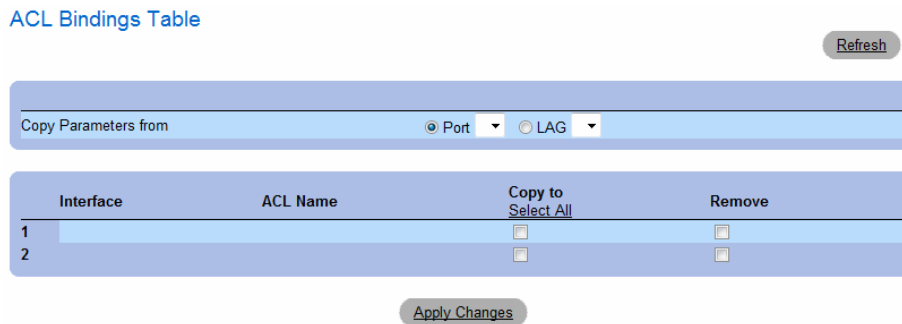 ACL Bindings Table
Refresh
Copy Parameters from Port LAG
Interface ACL Name Copy to Select All Remove
1
2
Apply Changes